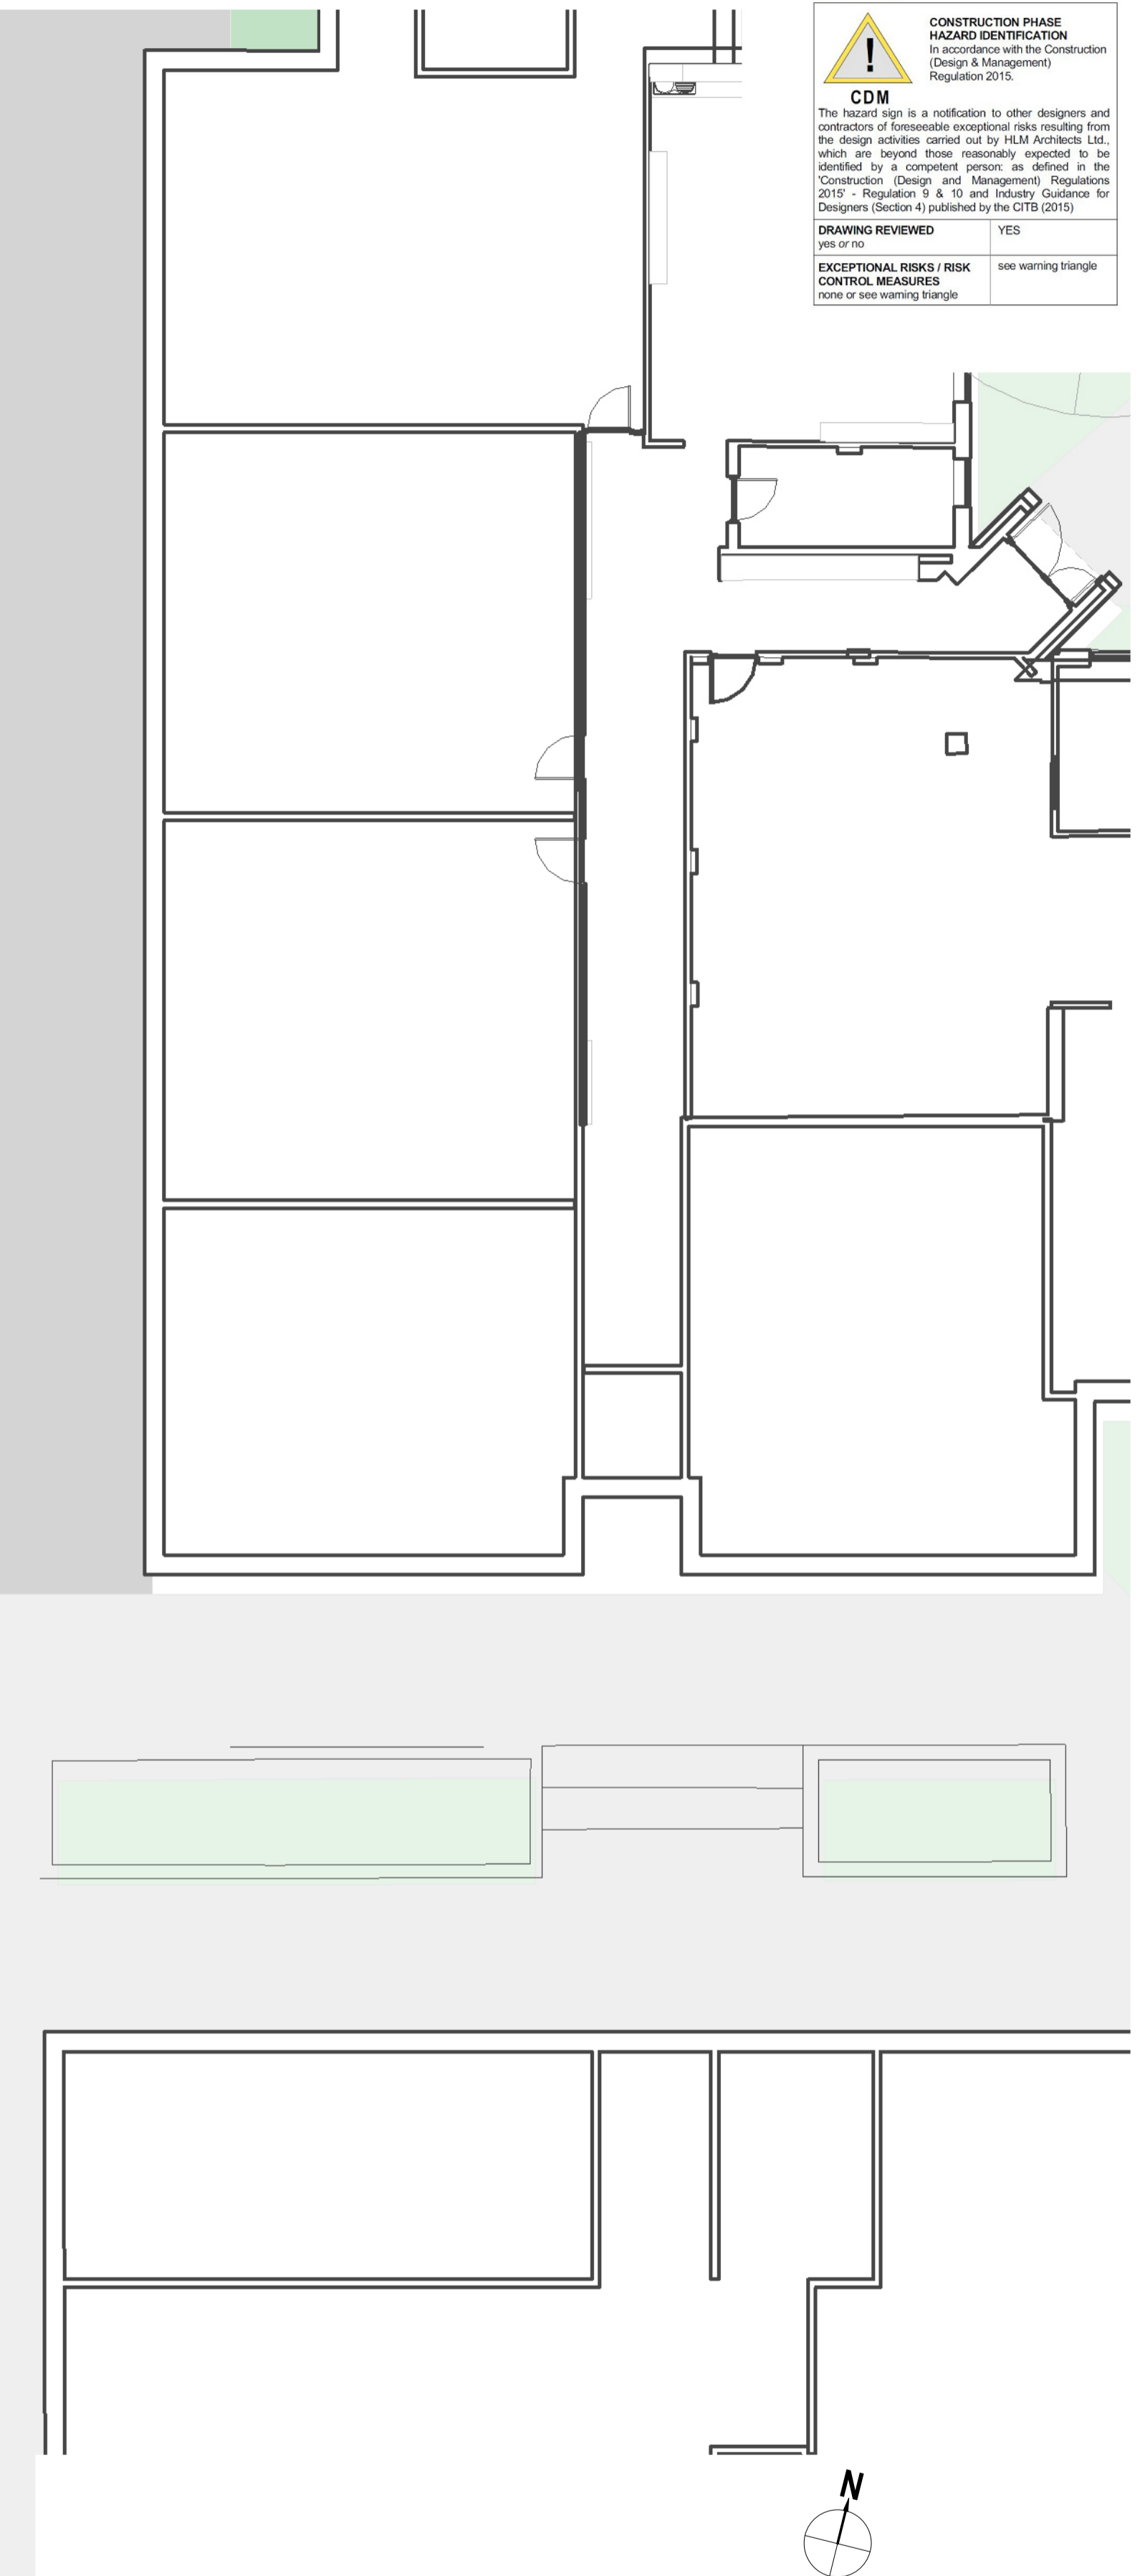 CONSTRUCTION PHASE
HAZARD IDENTIFICATION
In accordance with the Construction
(Design & Management)
Regulation 2015.
!
CDM
The hazard sign is a notification to other designers and
contractors of foreseeable exceptional risks resulting from
the design activities carried out by HLM Architects Ltd.,
which are beyond those reasonably expected to be
identified by a competent person: as defined in the
'Construction (Design and Management) Regulations
2015' - Regulation 9 & 10 and Industry Guidance for
Designers (Section 4) published by the CITB (2015)
DRAWING REVIEWED YES
yes or no
EXCEPTIONAL RISKS / RISK see warning triangle
CONTROL MEASURES
none or see warning triangle
N